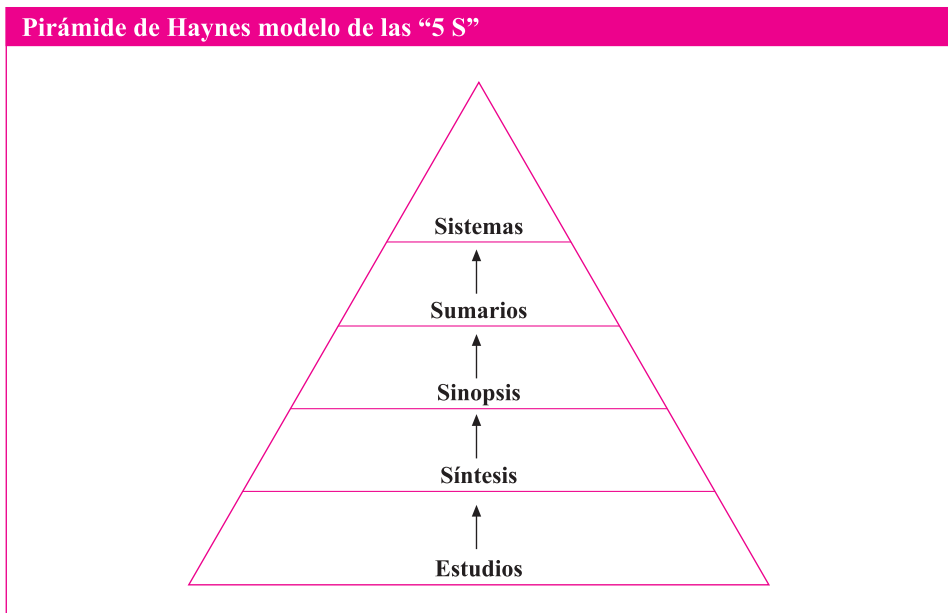 Pirámide de Haynes modelo de las “5 S”
Sistemas
Sumarios
Sinopsis
Síntesis
Estudios